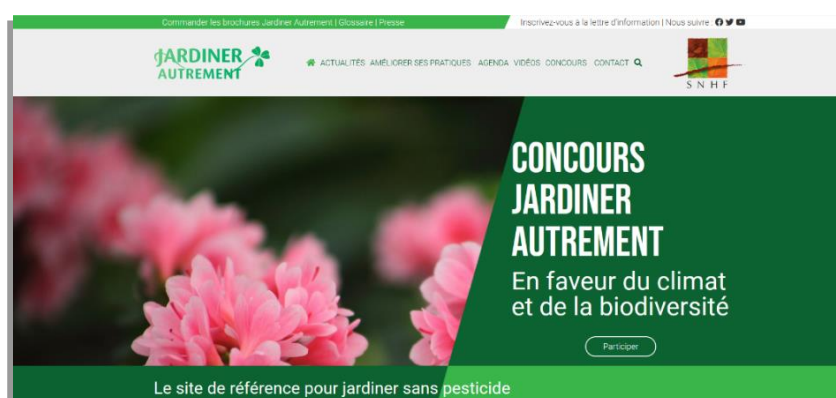 Commander les brochures Jardiner Autrement | Glossaire | Presse
Inscrivez-vous à la lettre d'information | Nous suivre :
JARDINER
AUTREMENT
ACTUALITÉS AMÉLIORER SES PRATIQUES AGENDA VIDÉOS CONCOURS CONTACT
SNHF
CONCOURS
JARDINER
AUTREMENT
En faveur du climat
et de la biodiversité
Participer
Le site de référence pour jardiner sans pesticide